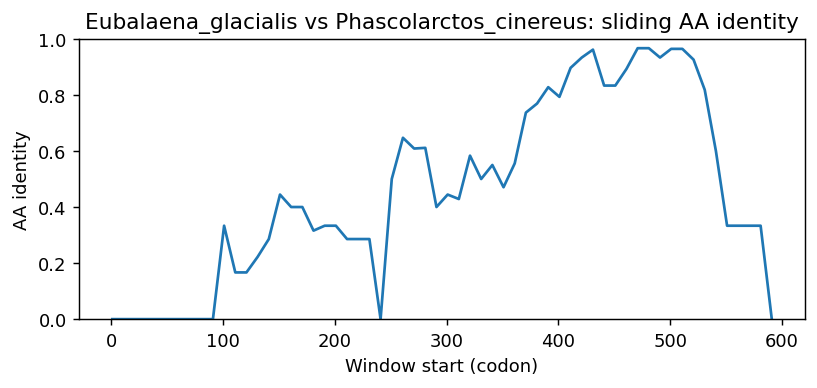 Eubalaena_glacialis vs Phascolarctos_cinereus: sliding AA identity
AA identity
1.0
0.8
0.6
0.4
0.2
0.0
0 100 200 300 400 500 600
Window start (codon)